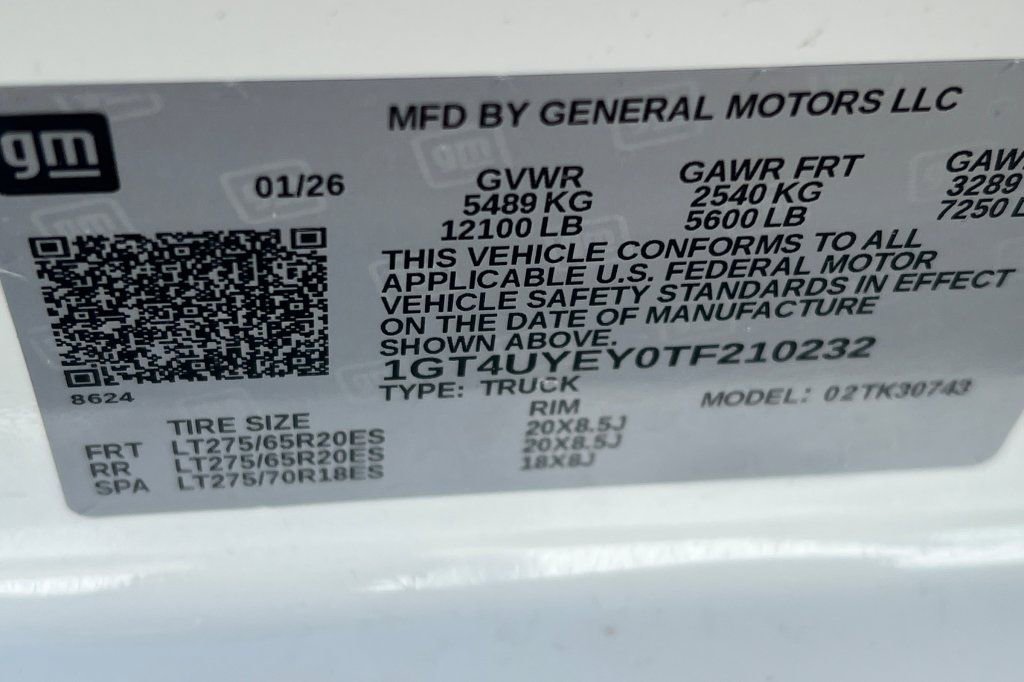 gm
MFD BY GENERAL MOTORS LLC
01/26
GVWR
5489 KG
12100 LB
GAWR FRT
2540 KG
5600 LB
GAW
3289
7250 L
THIS VEHICLE CONFORMS TO ALL
APPLICABLE U.S. FEDERAL MOTOR
VEHICLE SAFETY STANDARDS IN EFFECT
ON THE DATE OF MANUFACTURE
SHOWN ABOVE.
1GT4UYEY0TF210232
TYPE: TRUCK
MODEL: 02TK30743
8624
TIRE SIZE RIM
FRT LT275/65R20ES 20X8.5J
RR LT275/65R20ES 20X8.5J
SPA LT275/70R18ES 18X8J